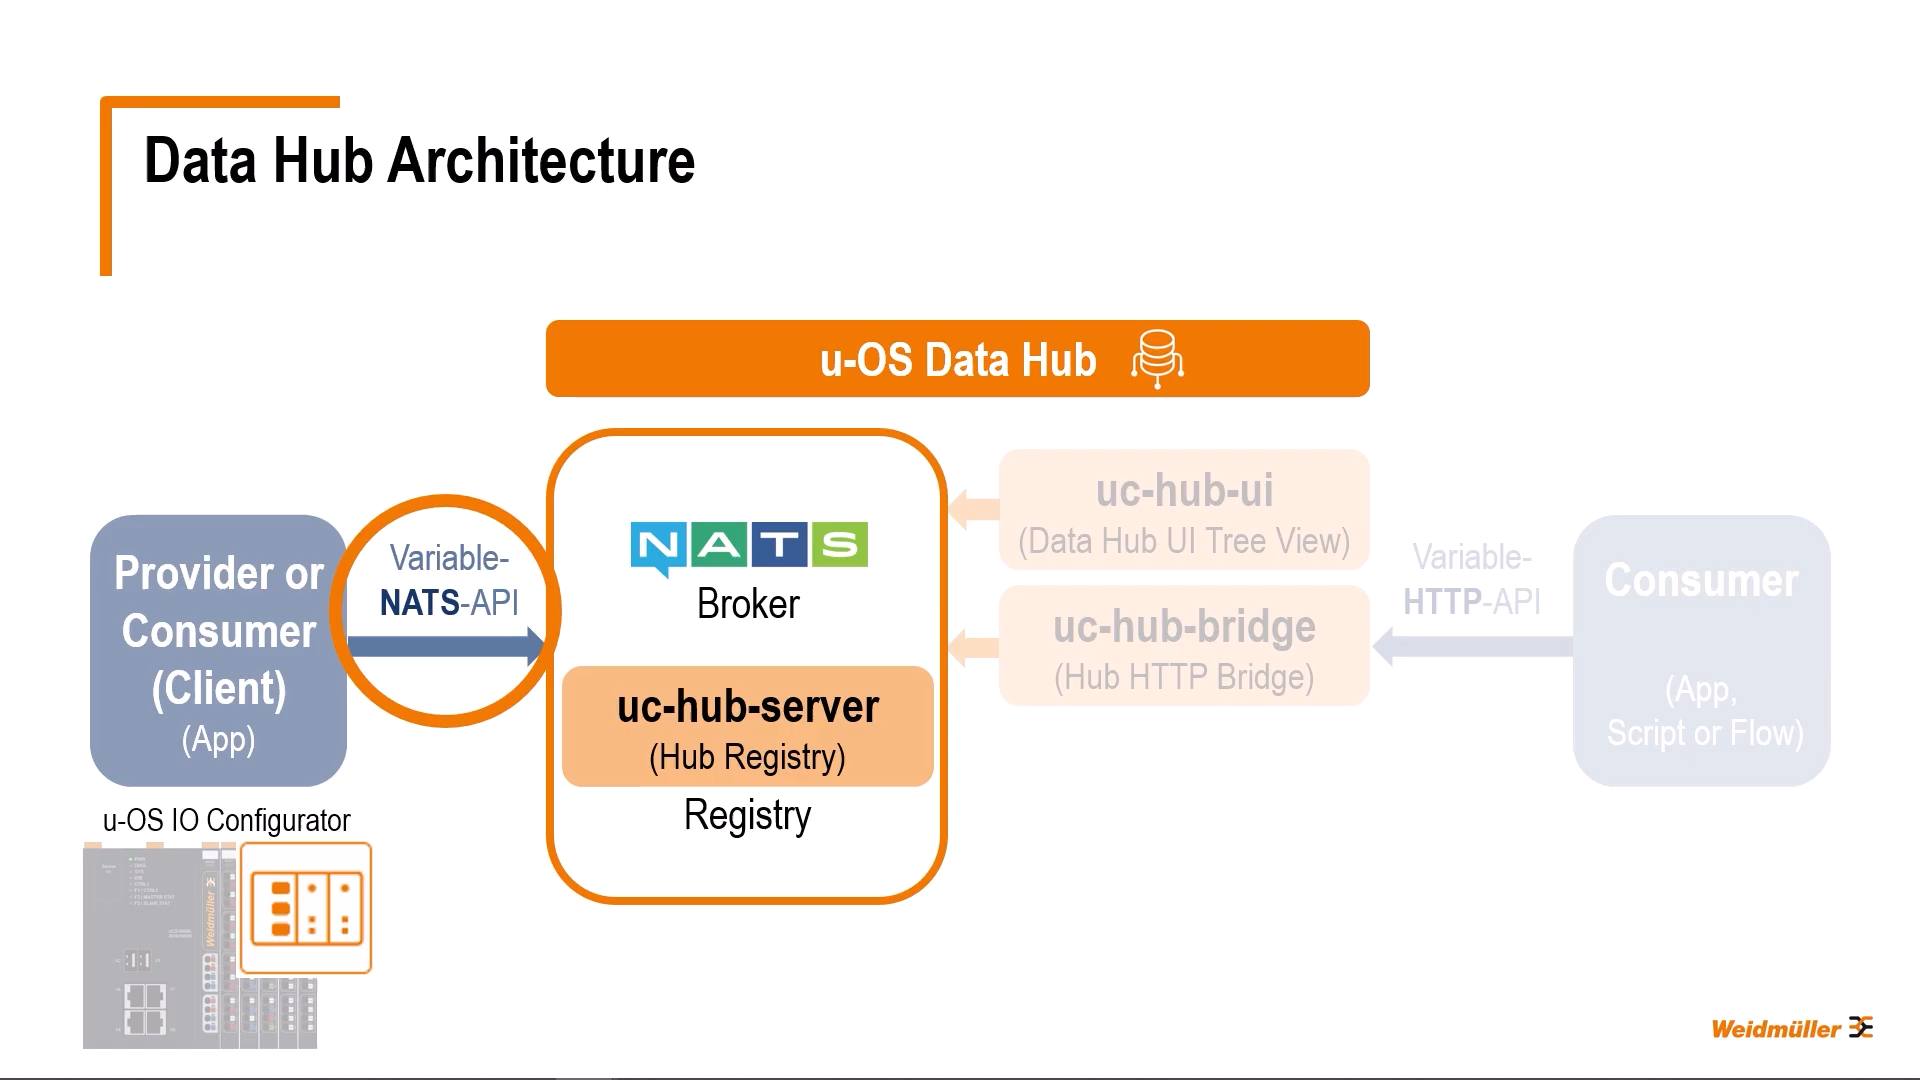 Data Hub Architecture
u-OS Data Hub
Provider or
Consumer
(Client)
(App)
Variable-
NATS-API
NATS
Broker
uc-hub-server
(Hub Registry)
Registry
uc-hub-ui
(Data Hub UI Tree View)
uc-hub-bridge
(Hub HTTP Bridge)
Variable-
HTTP-API
Consumer
(App,
Script or Flow)
u-OS IO Configurator
Weidmüller
Weidmüller